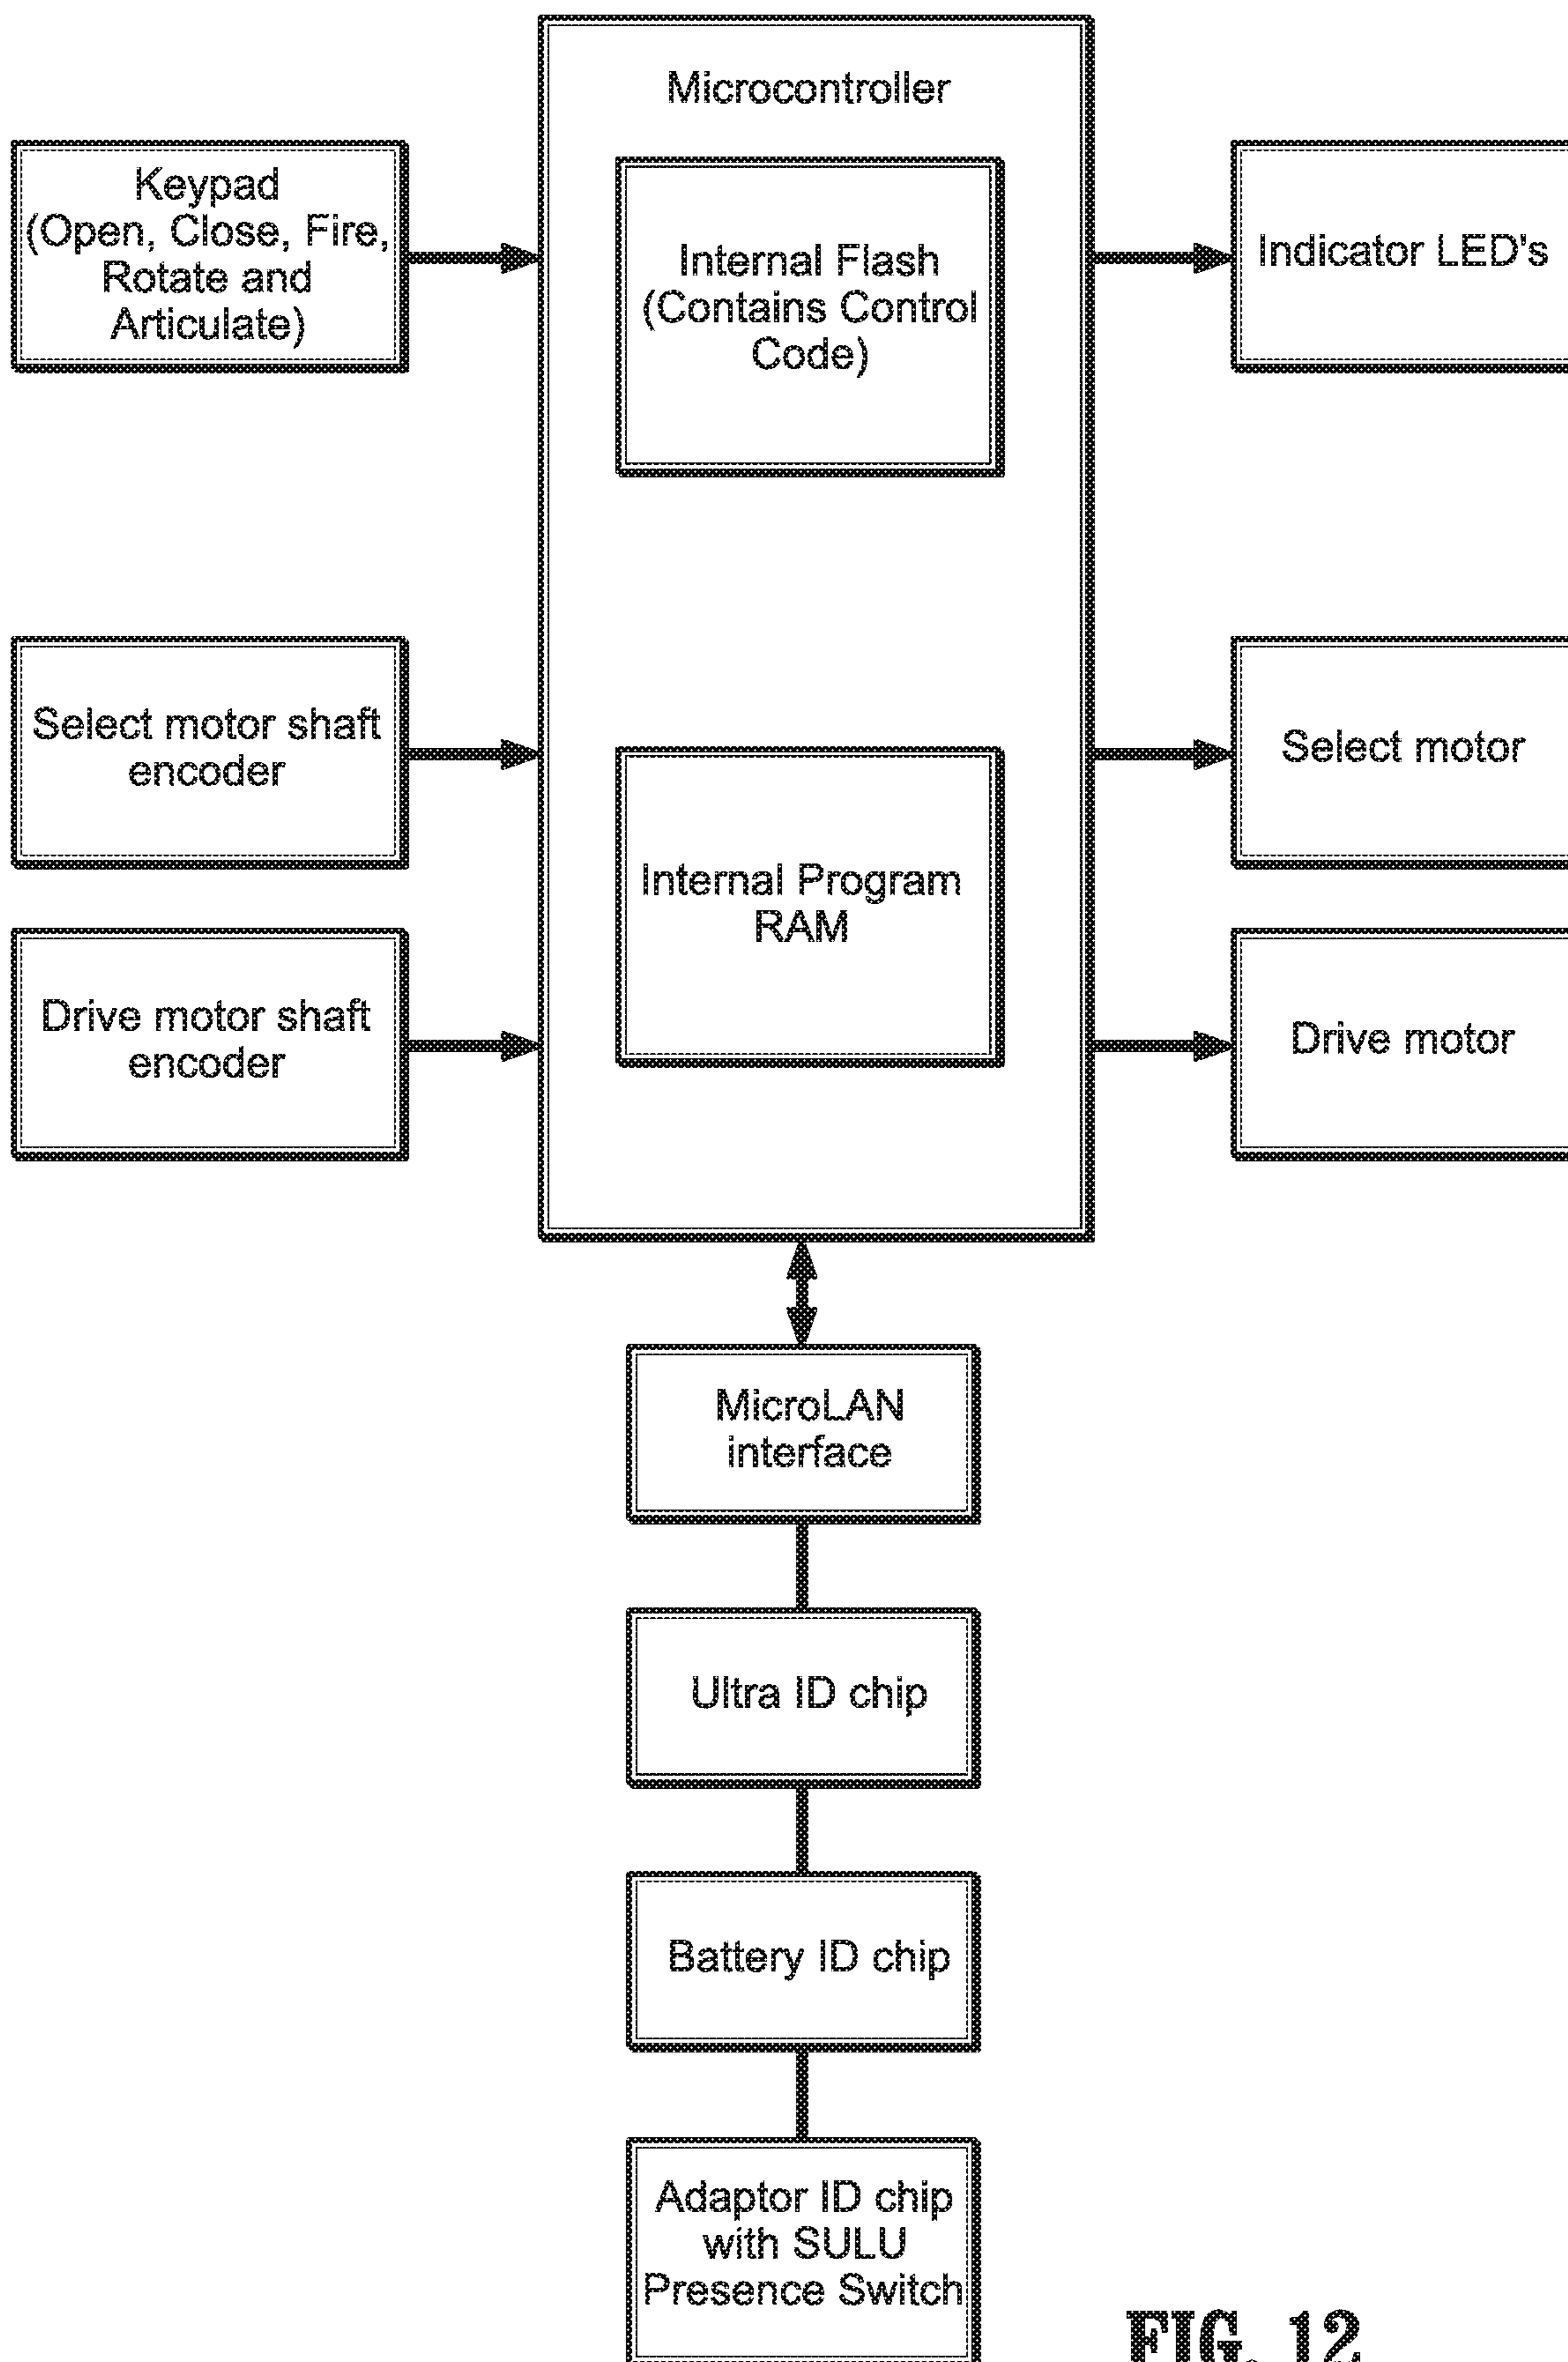 Microcontroller
Keypad
(Open, Close, Fire,
Rotate and
Articulate)
Internal Flash
(Contains Control
Code)
Indicator LED's
Select motor shaft
encoder
Select motor
Internal Program
RAM
Drive motor shaft
encoder
Drive motor
MicroLAN
interface
Ultra ID chip
Battery ID chip
Adaptor ID chip
with SULU
Presence Switch
FIG. 12